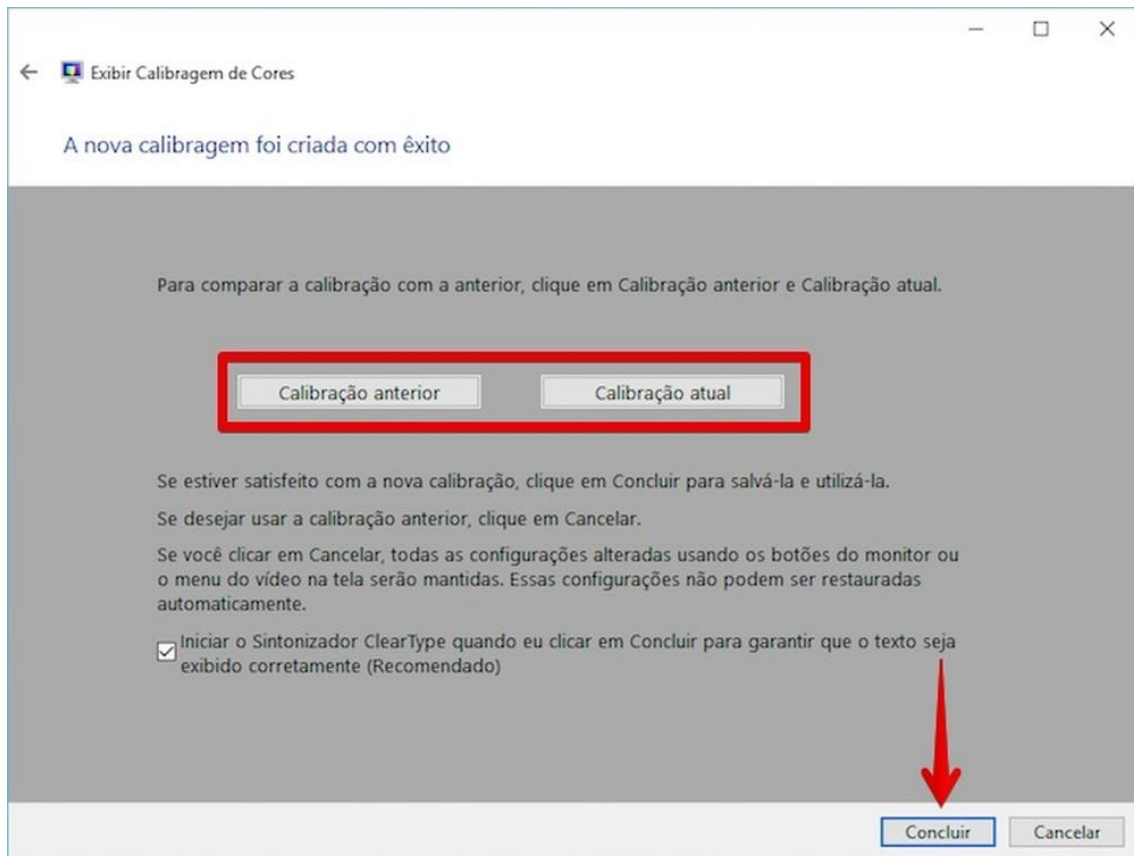 Exibir Calibragem de Cores
A nova calibragem foi criada com êxito
Para comparar a calibração com a anterior, clique em Calibração anterior e Calibração atual.
Calibração anterior
Calibração atual
Se estiver satisfeito com a nova calibração, clique em Concluir para salvá-la e utilizá-la.
Se desejar usar a calibração anterior, clique em Cancelar.
Se você clicar em Cancelar, todas as configurações alteradas usando os botões do monitor ou
o menu do vídeo na tela serão mantidas. Essas configurações não podem ser restauradas
automaticamente.
Iniciar o Sintonizador ClearType quando eu clicar em Concluir para garantir que o texto seja
exibido corretamente (Recomendado)
Concluir
Cancelar